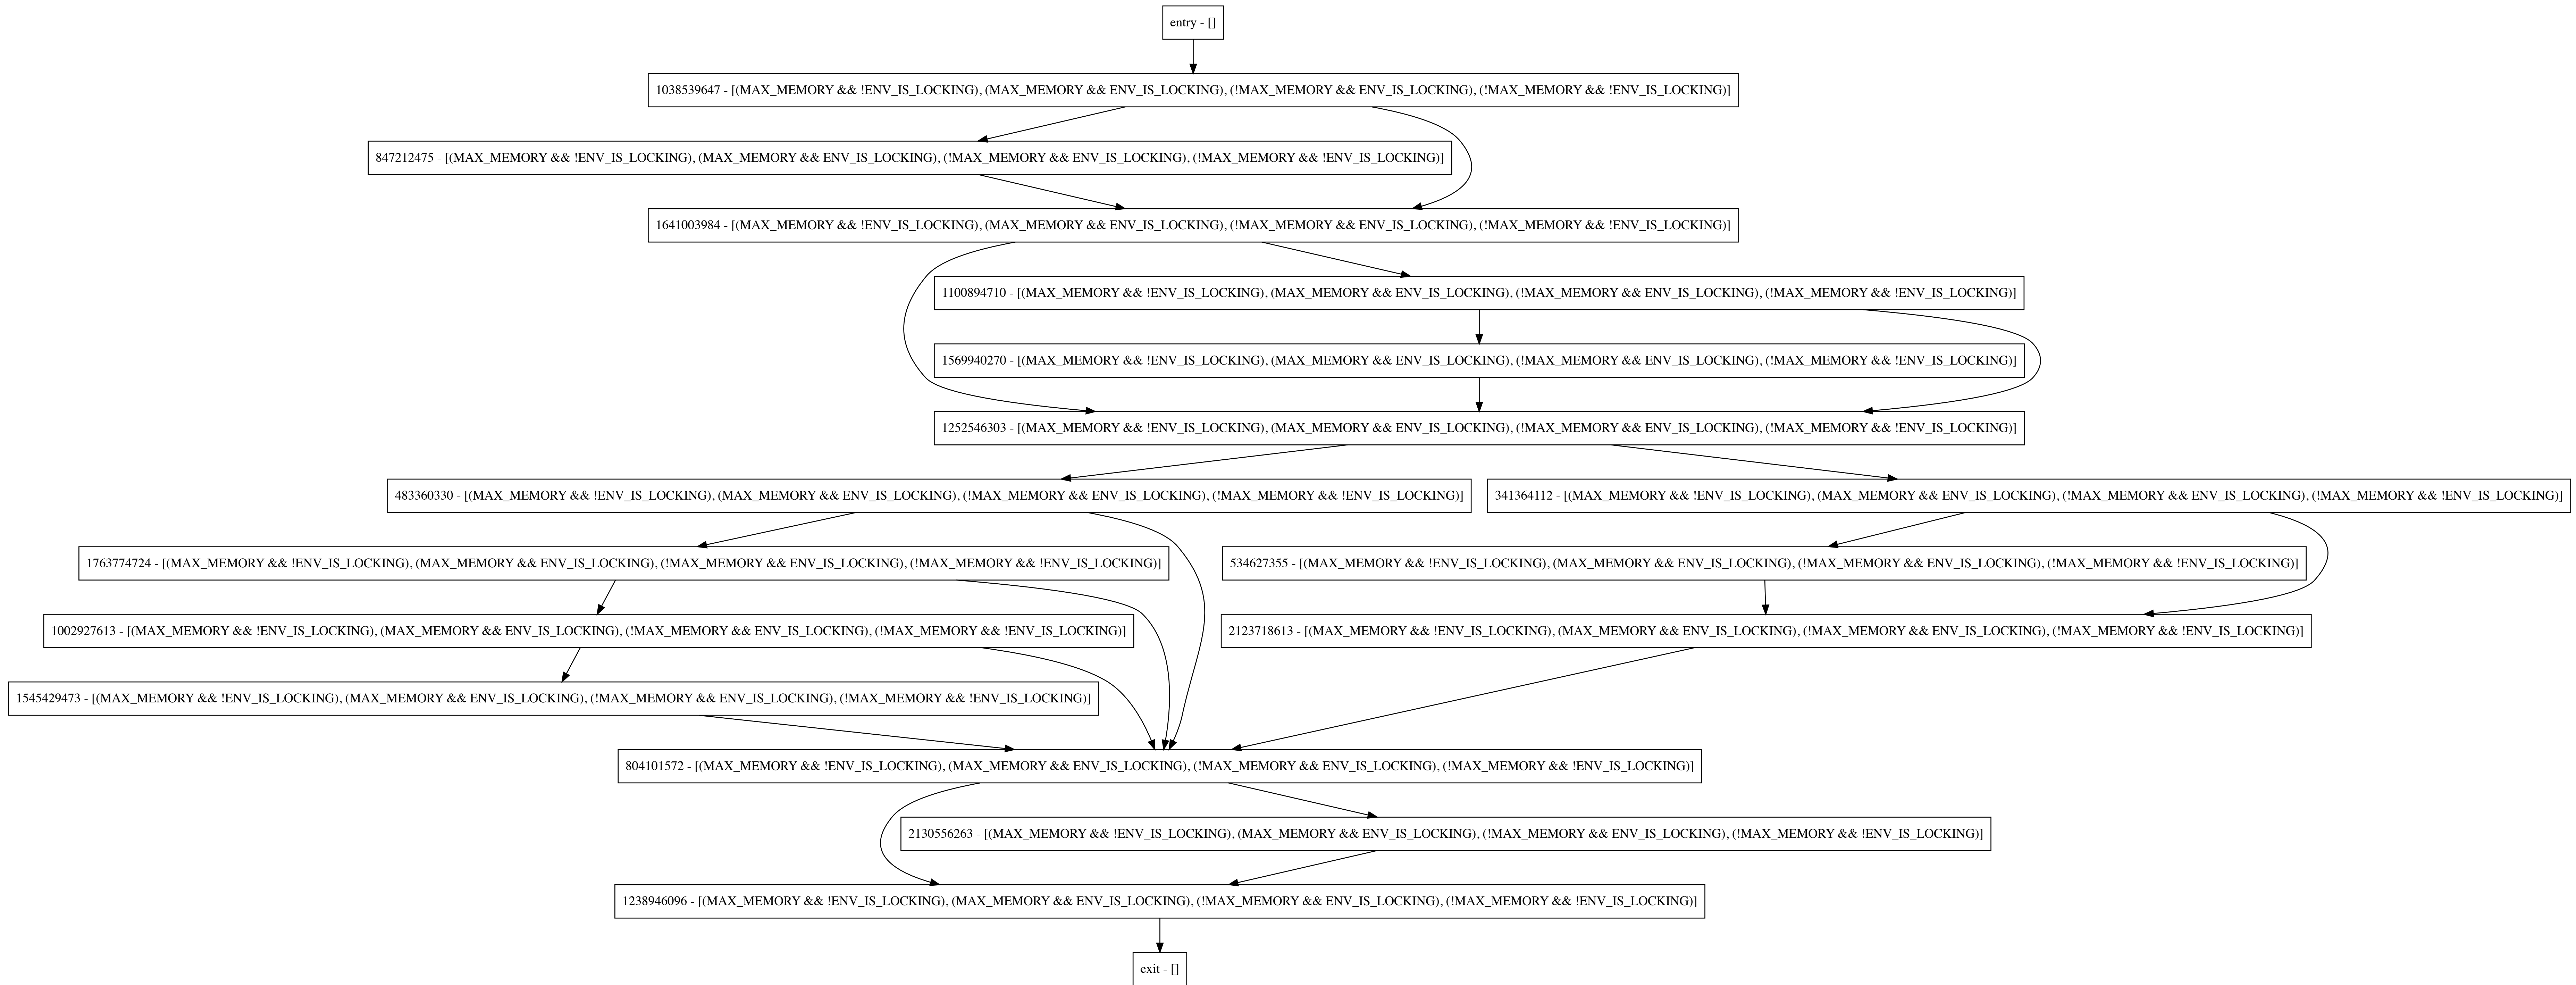 entry - []
1038539647 - [(MAX_MEMORY && !ENV_IS_LOCKING), (MAX_MEMORY && ENV_IS_LOCKING), (!MAX_MEMORY && ENV_IS_LOCKING), (!MAX_MEMORY && !ENV_IS_LOCKING)]
847212475 - [(MAX_MEMORY && !ENV_IS_LOCKING), (MAX_MEMORY && ENV_IS_LOCKING), (!MAX_MEMORY && ENV_IS_LOCKING), (!MAX_MEMORY && !ENV_IS_LOCKING)]
1641003984 - [(MAX_MEMORY && !ENV_IS_LOCKING), (MAX_MEMORY && ENV_IS_LOCKING), (!MAX_MEMORY && ENV_IS_LOCKING), (!MAX_MEMORY && !ENV_IS_LOCKING)]
1100894710 - [(MAX_MEMORY && !ENV_IS_LOCKING), (MAX_MEMORY && ENV_IS_LOCKING), (!MAX_MEMORY && ENV_IS_LOCKING), (!MAX_MEMORY && !ENV_IS_LOCKING)]
1569940270 - [(MAX_MEMORY && !ENV_IS_LOCKING), (MAX_MEMORY && ENV_IS_LOCKING), (!MAX_MEMORY && ENV_IS_LOCKING), (!MAX_MEMORY && !ENV_IS_LOCKING)]
1252546303 - [(MAX_MEMORY && !ENV_IS_LOCKING), (MAX_MEMORY && ENV_IS_LOCKING), (!MAX_MEMORY && ENV_IS_LOCKING), (!MAX_MEMORY && !ENV_IS_LOCKING)]
483360330 - [(MAX_MEMORY && !ENV_IS_LOCKING), (MAX_MEMORY && ENV_IS_LOCKING), (!MAX_MEMORY && ENV_IS_LOCKING), (!MAX_MEMORY && !ENV_IS_LOCKING)]
341364112 - [(MAX_MEMORY && !ENV_IS_LOCKING), (MAX_MEMORY && ENV_IS_LOCKING), (!MAX_MEMORY && ENV_IS_LOCKING), (!MAX_MEMORY && !ENV_IS_LOCKING)]
1763774724 - [(MAX_MEMORY && !ENV_IS_LOCKING), (MAX_MEMORY && ENV_IS_LOCKING), (!MAX_MEMORY && ENV_IS_LOCKING), (!MAX_MEMORY && !ENV_IS_LOCKING)]
534627355 - [(MAX_MEMORY && !ENV_IS_LOCKING), (MAX_MEMORY && ENV_IS_LOCKING), (!MAX_MEMORY && ENV_IS_LOCKING), (!MAX_MEMORY && !ENV_IS_LOCKING)]
1002927613 - [(MAX_MEMORY && !ENV_IS_LOCKING), (MAX_MEMORY && ENV_IS_LOCKING), (!MAX_MEMORY && ENV_IS_LOCKING), (!MAX_MEMORY && !ENV_IS_LOCKING)]
2123718613 - [(MAX_MEMORY && !ENV_IS_LOCKING), (MAX_MEMORY && ENV_IS_LOCKING), (!MAX_MEMORY && ENV_IS_LOCKING), (!MAX_MEMORY && !ENV_IS_LOCKING)]
1545429473 - [(MAX_MEMORY && !ENV_IS_LOCKING), (MAX_MEMORY && ENV_IS_LOCKING), (!MAX_MEMORY && ENV_IS_LOCKING), (!MAX_MEMORY && !ENV_IS_LOCKING)]
804101572 - [(MAX_MEMORY && !ENV_IS_LOCKING), (MAX_MEMORY && ENV_IS_LOCKING), (!MAX_MEMORY && ENV_IS_LOCKING), (!MAX_MEMORY && !ENV_IS_LOCKING)]
2130556263 - [(MAX_MEMORY && !ENV_IS_LOCKING), (MAX_MEMORY && ENV_IS_LOCKING), (!MAX_MEMORY && ENV_IS_LOCKING), (!MAX_MEMORY && !ENV_IS_LOCKING)]
1238946096 - [(MAX_MEMORY && !ENV_IS_LOCKING), (MAX_MEMORY && ENV_IS_LOCKING), (!MAX_MEMORY && ENV_IS_LOCKING), (!MAX_MEMORY && !ENV_IS_LOCKING)]
exit - []